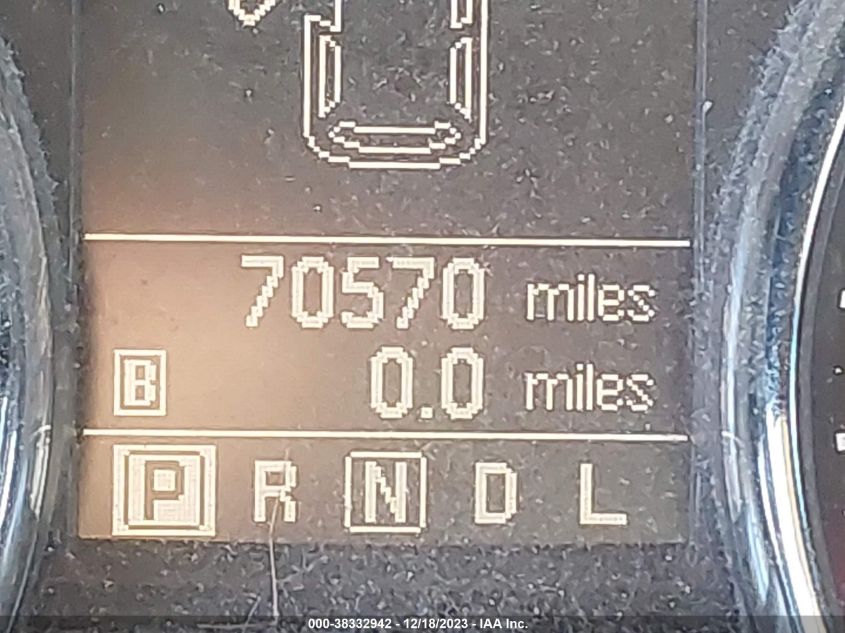 70570 miles
B 0.0 miles
P R N D L
000-38332942 - 12/18/2023 - IAA Inc.